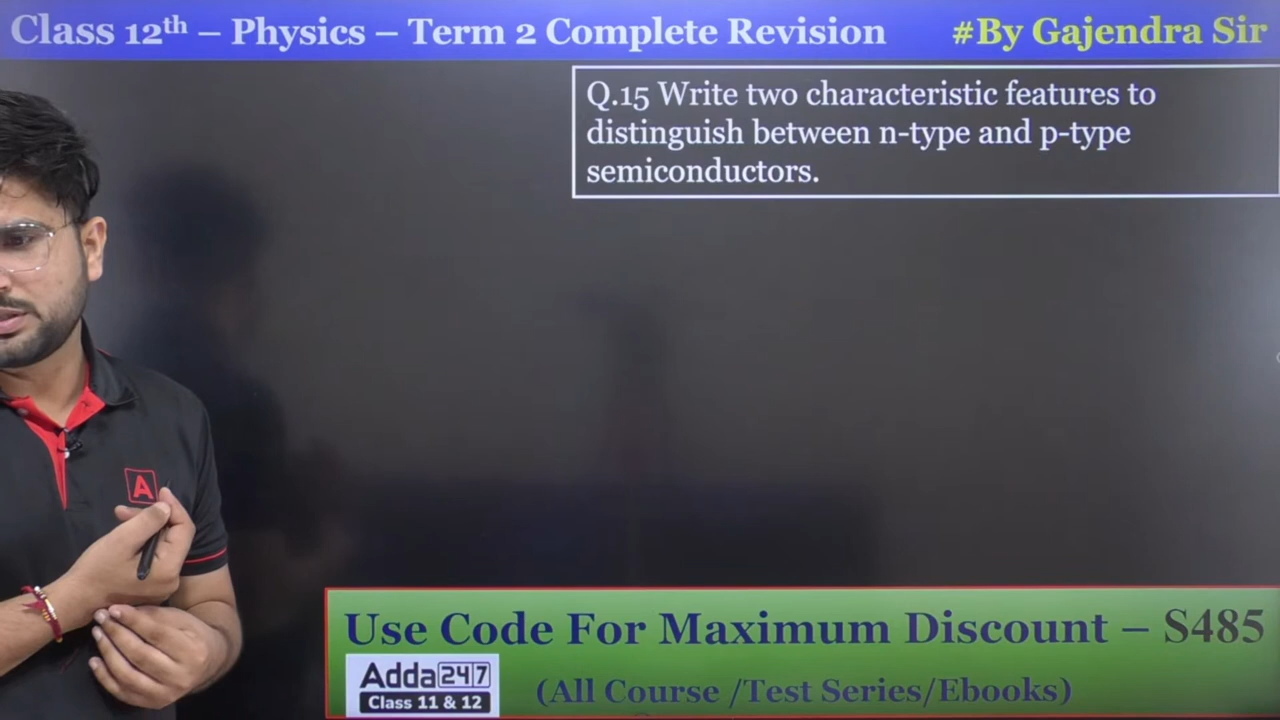 Class 12th – Physics – Term 2 Complete Revision #By Gajendra Sir
Q.15 Write two characteristic features to
distinguish between n-type and p-type
semiconductors.
A
Use Code For Maximum Discount – S485
Adda247
Class 11 & 12
(All Course /Test Series/Ebooks)